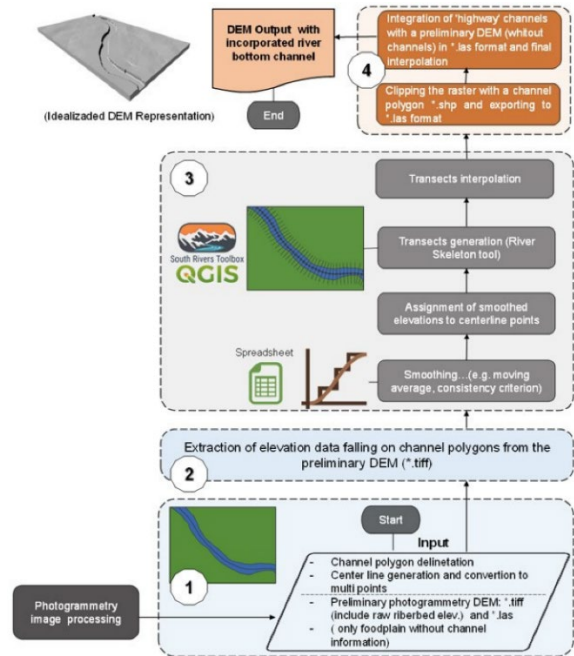 DEM Output with
incorporated river
bottom channel
End
(Idealizaded DEM Representation)
4
Integration of 'highway' channels
with a preliminary DEM (whitout
channels) in *.las format and final
interpolation
Clipping the raster with a channel
polygon *.shp and exporting to
*.las format
3
Transects interpolation
South Rivers Toolbox
QGIS
Transects generation (River
Skeleton tool)
Assignment of smoothed
elevations to centerline points
Spreadsheet
Smoothing...(e.g. moving
average, consistency criterion)
2
Extraction of elevation data falling on channel polygons from the
preliminary DEM (*.tiff)
1
Start
Input
- Channel polygon delinetation
- Center line generation and convertion to
multi points
- Preliminary photogrammetry DEM: *.tiff
(include raw riberbed elev.) and *.las
- ( only foodplain without channel
information)
Photogrammetry
image processing